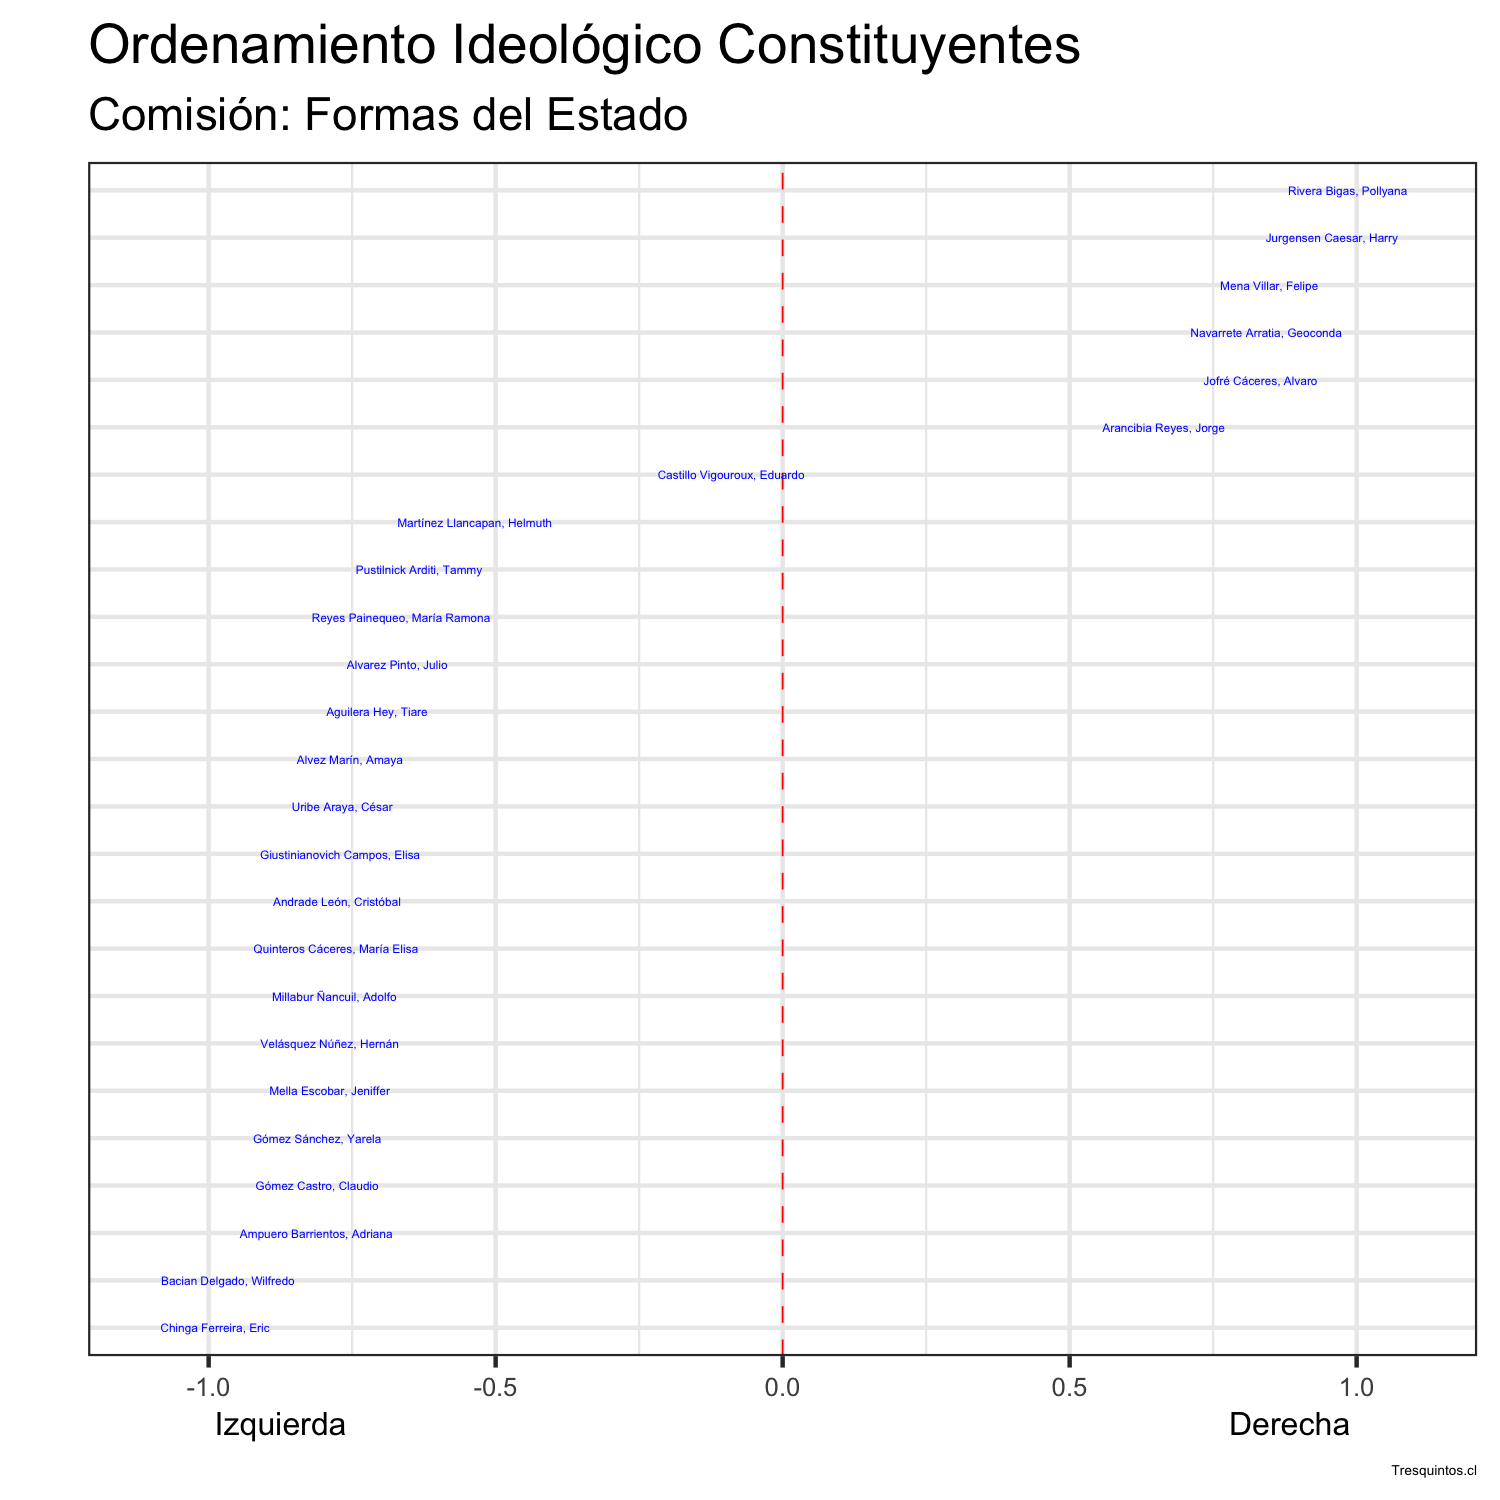 Ordenamiento Ideológico Constituyentes
Comisión: Formas del Estado
Rivera Bigas, Pollyana
Jurgensen Caesar, Harry
Mena Villar, Felipe
Navarrete Arratia, Geoconda
Jofré Cáceres, Alvaro
Arancibia Reyes, Jorge
Castillo Vigouroux, Eduardo
Martínez Llancapan, Helmuth
Pustilnick Arditi, Tammy
Reyes Painequeo, María Ramona
Alvarez Pinto, Julio
Aguilera Hey, Tiare
Alvez Marín, Amaya
Uribe Araya, César
Giustinianovich Campos, Elisa
Andrade León, Cristóbal
Quinteros Cáceres, María Elisa
Millabur Ñancuil, Adolfo
Velásquez Núñez, Hernán
Mella Escobar, Jeniffer
Gómez Sánchez, Yarela
Gómez Castro, Claudio
Ampuero Barrientos, Adriana
Bacian Delgado, Wilfredo
Chinga Ferreira, Eric
-1.0 -0.5 0.0 0.5 1.0
Izquierda Derecha
Tresquintos.cl